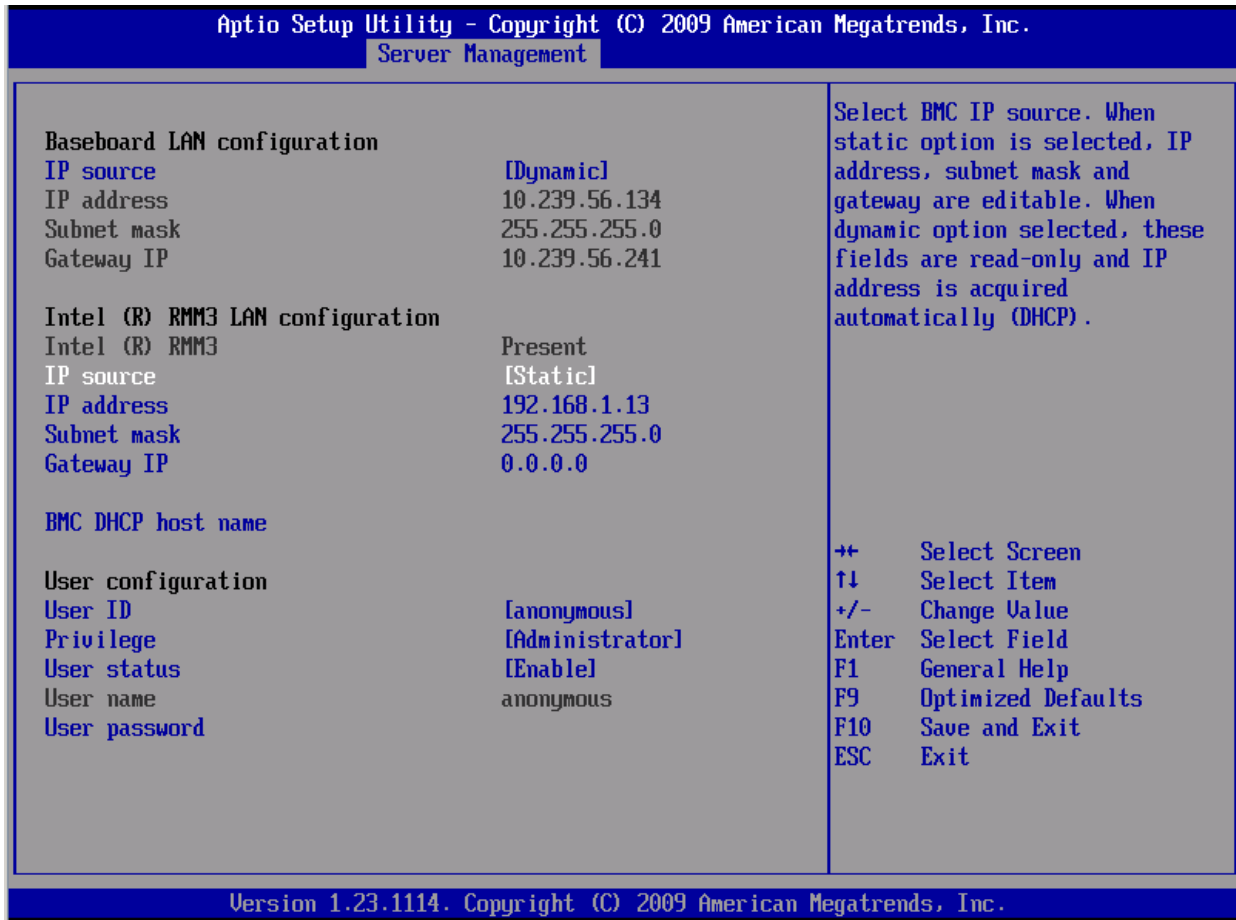 Aptio Setup Utility - Copyright (C) 2009 American Megatrends, Inc.
Server Management
Baseboard LAN configuration
IP source [Dynamic]
IP address 10.239.56.134
Subnet mask 255.255.255.0
Gateway IP 10.239.56.241
Intel (R) RMM3 LAN configuration
Intel (R) RMM3 Present
IP source [Static]
IP address 192.168.1.13
Subnet mask 255.255.255.0
Gateway IP 0.0.0.0
BMC DHCP host name
User configuration
User ID [anonymous]
Privilege [Administrator]
User status [Enable]
User name anonymous
User password
Select BMC IP source. When
static option is selected, IP
address, subnet mask and
gateway are editable. When
dynamic option selected, these
fields are read-only and IP
address is acquired
automatically (DHCP).
→← Select Screen
↑↓ Select Item
+/- Change Value
Enter Select Field
F1 General Help
F9 Optimized Defaults
F10 Save and Exit
ESC Exit
Version 1.23.1114. Copyright (C) 2009 American Megatrends, Inc.